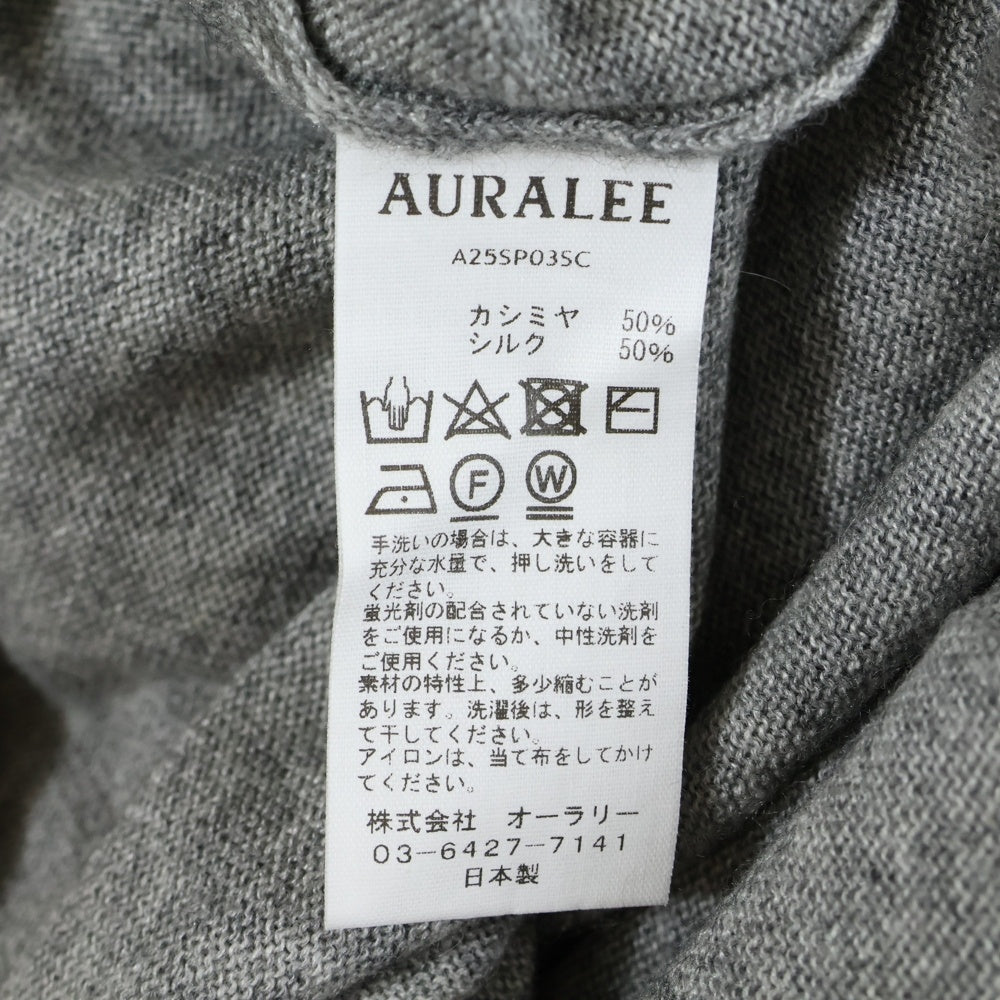 AURALEE
A25SP03SC
カシミヤ 50%
シルク 50%
F W
手洗いの場合は、大きな容器に
充分な水量で、押し洗いをして
ください。
蛍光剤の配合されていない洗剤
をご使用になるか、中性洗剤を
ご使用ください。
素材の特性上、多少縮むことが
あります。洗濯後は、形を整え
て干してください。
アイロンは、当て布をしてかけ
てください。
株式会社 オーラリー
03-6427-7141
日本製